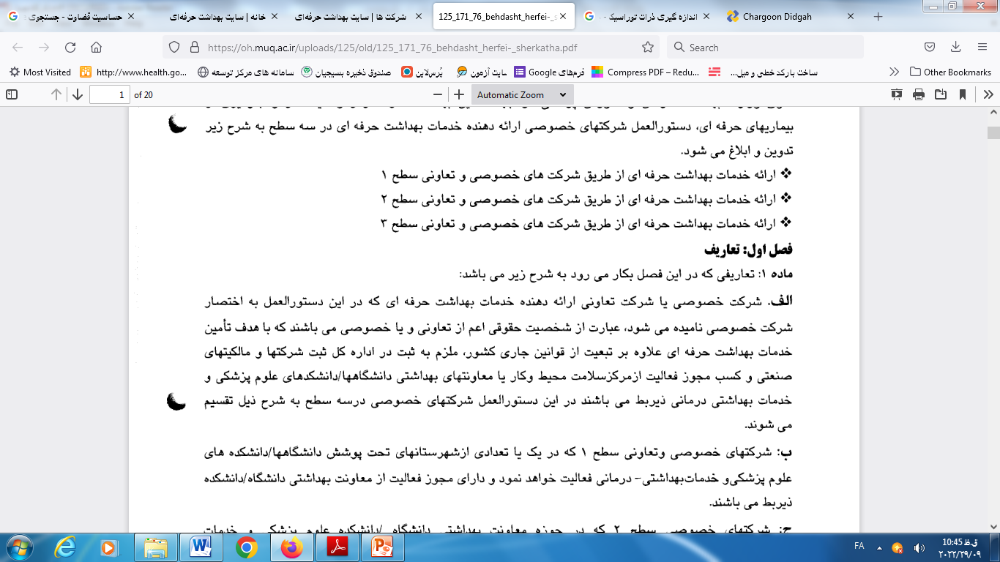 حساسیت قضاوت - جستجوی
خانه | سایت بهداشت حرفه‌ای
شرکت ها | سایت بهداشت حرفه‌ای
125_171_76_behdasht_herfei-_s
اندازه گیری ذرات توراسیک -
Chargoon Didgah
https://oh.muq.ac.ir/uploads/125/old/125_171_76_behdasht_herfei-_sherkatha.pdf
Search
Most Visited
http://www.health.go...
سامانه های مرکز توسعه
صندوق ذخیره بسیجیان
پُرس‌لاین
سایت آزمون
فرم‌های Google
Compress PDF – Redu...
ساخت بارکد خطی و میل...
Other Bookmarks
1 of 20
Automatic Zoom
بیماریهای حرفه ای، دستورالعمل شرکتهای خصوصی ارائه دهنده خدمات بهداشت حرفه ای در سه سطح به شرح زیر
تدوین و ابلاغ می شود.
❖ ارائه خدمات بهداشت حرفه ای از طریق شرکت های خصوصی و تعاونی سطح ۱
❖ ارائه خدمات بهداشت حرفه ای از طریق شرکت های خصوصی و تعاونی سطح ۲
❖ ارائه خدمات بهداشت حرفه ای از طریق شرکت های خصوصی و تعاونی سطح ۳
فصل اول: تعاریف
ماده ۱: تعاریفی که در این فصل بکار می رود به شرح زیر می باشد:
الف. شرکت خصوصی یا شرکت تعاونی ارائه دهنده خدمات بهداشت حرفه ای که در این دستورالعمل به اختصار
شرکت خصوصی نامیده می شود، عبارت از شخصیت حقوقی اعم از تعاونی و یا خصوصی می باشند که با هدف تأمین
خدمات بهداشت حرفه ای علاوه بر تبعیت از قوانین جاری کشور، ملزم به ثبت در اداره کل ثبت شرکتها و مالکیتهای
صنعتی و کسب مجوز فعالیت ازمرکزسلامت محیط وکار یا معاونتهای بهداشتی دانشگاهها/دانشکدهای علوم پزشکی و
خدمات بهداشتی درمانی ذیربط می باشند در این دستورالعمل شرکتهای خصوصی درسه سطح به شرح ذیل تقسیم
می شوند.
ب: شرکتهای خصوصی وتعاونی سطح ۱ که در یک یا تعدادی ازشهرستانهای تحت پوشش دانشگاهها/دانشکده های
علوم پزشکی‌و خدمات‌بهداشتی- درمانی فعالیت خواهد نمود و دارای مجوز فعالیت از معاونت بهداشتی دانشگاه/دانشکده
ذیربط می باشند.
ج: شرکتهای خصوصی سطح ۲ که در حوزه معاونت بهداشتی دانشگاه /دانشکده علوم پزشکی و خدمات
FA
10:45 ق.ظ
۲۰۲۲/۲۹/۰۹